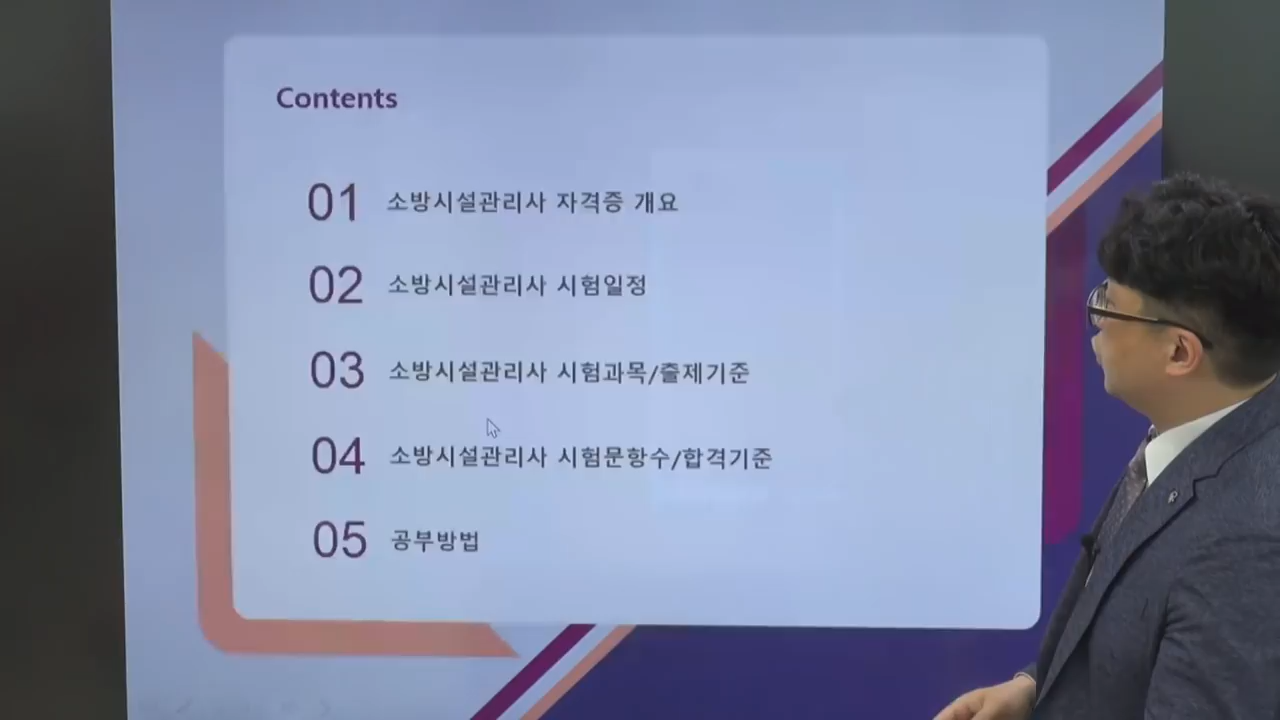 Contents
01 소방시설관리사 자격증 개요
02 소방시설관리사 시험일정
03 소방시설관리사 시험과목/출제기준
04 소방시설관리사 시험문항수/합격기준
05 공부방법